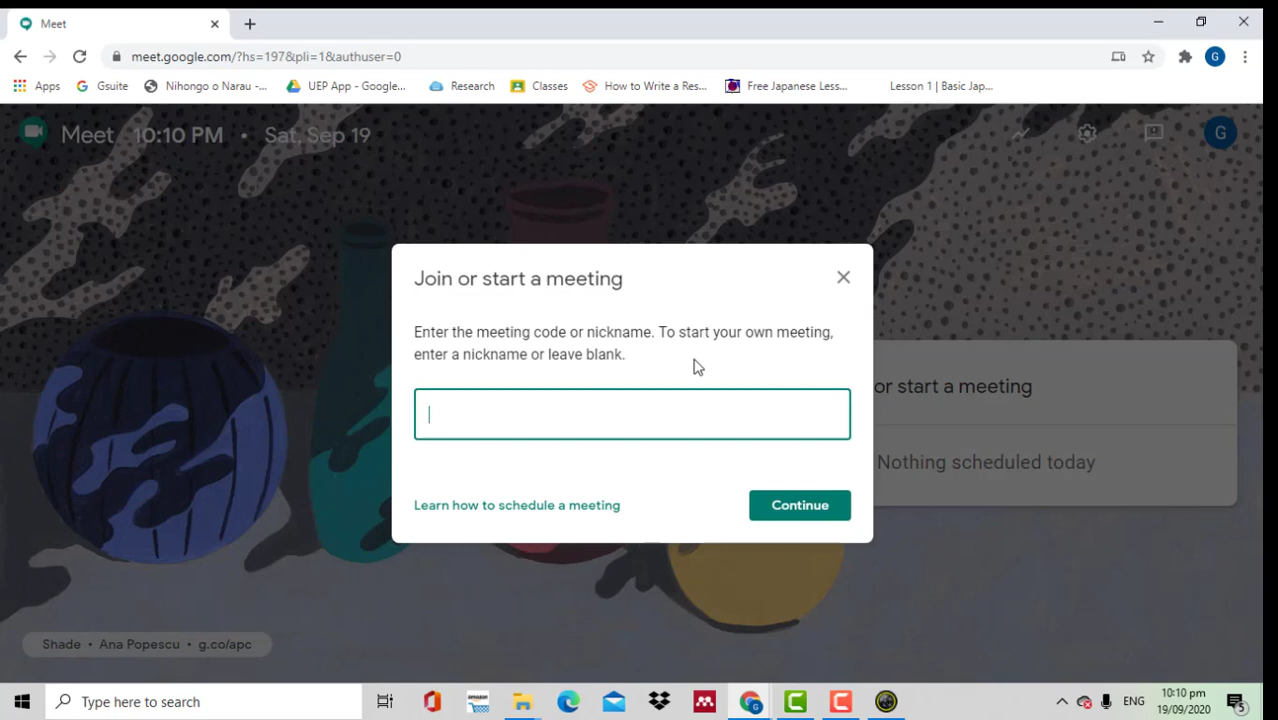 Meet
meet.google.com/?hs=197&pli=1&authuser=0
Apps
Gsuite
Nihongo o Narau -...
UEP App - Google...
Research
Classes
How to Write a Res...
Free Japanese Less...
Lesson 1 | Basic Jap...
G
Meet 10:10 PM • Sat, Sep 19
G
Join or start a meeting
Enter the meeting code or nickname. To start your own meeting,
enter a nickname or leave blank.
or start a meeting
Nothing scheduled today
Learn how to schedule a meeting
Continue
Shade • Ana Popescu • g.co/apc
Type here to search
ENG
10:10 pm
19/09/2020
5